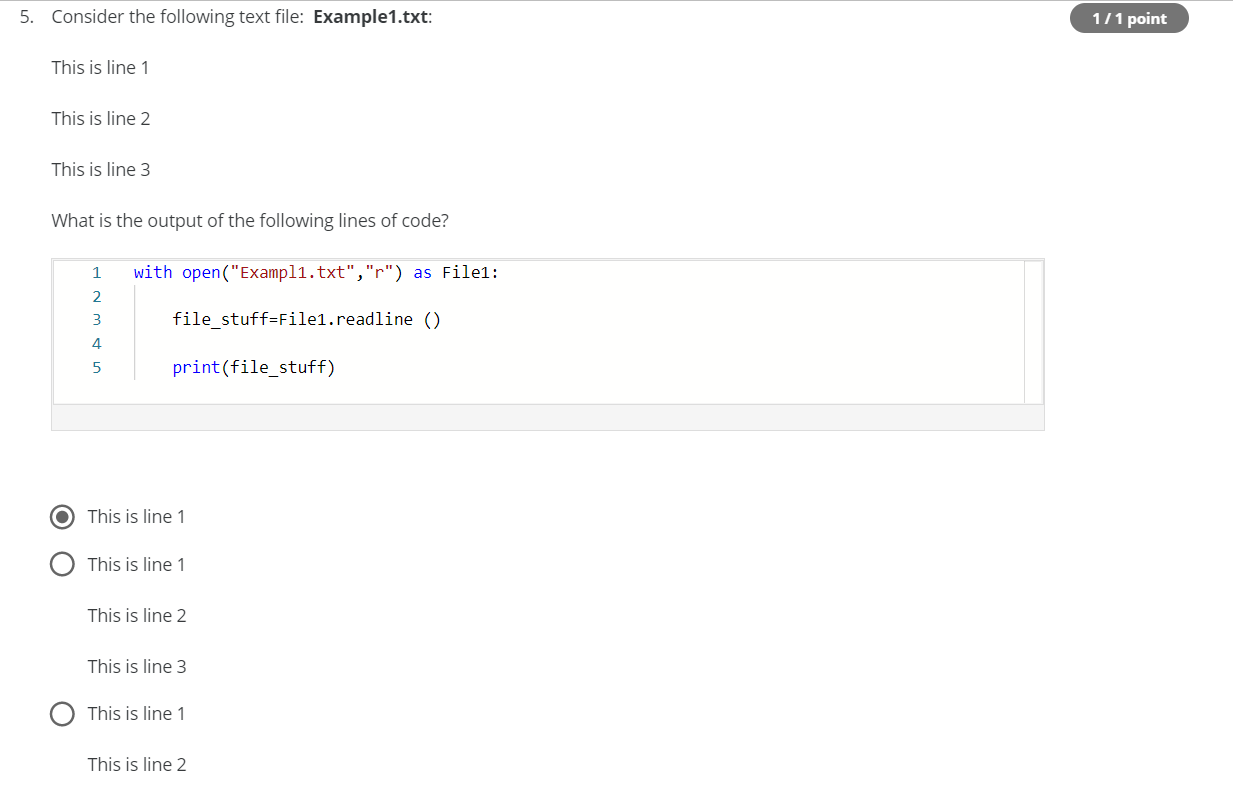 5. Consider the following text file: Example1.txt:
1 / 1 point
This is line 1
This is line 2
This is line 3
What is the output of the following lines of code?
1 with open("Exampl1.txt","r") as File1:
2
3 file_stuff=File1.readline ()
4
5 print(file_stuff)
This is line 1
This is line 1
This is line 2
This is line 3
This is line 1
This is line 2